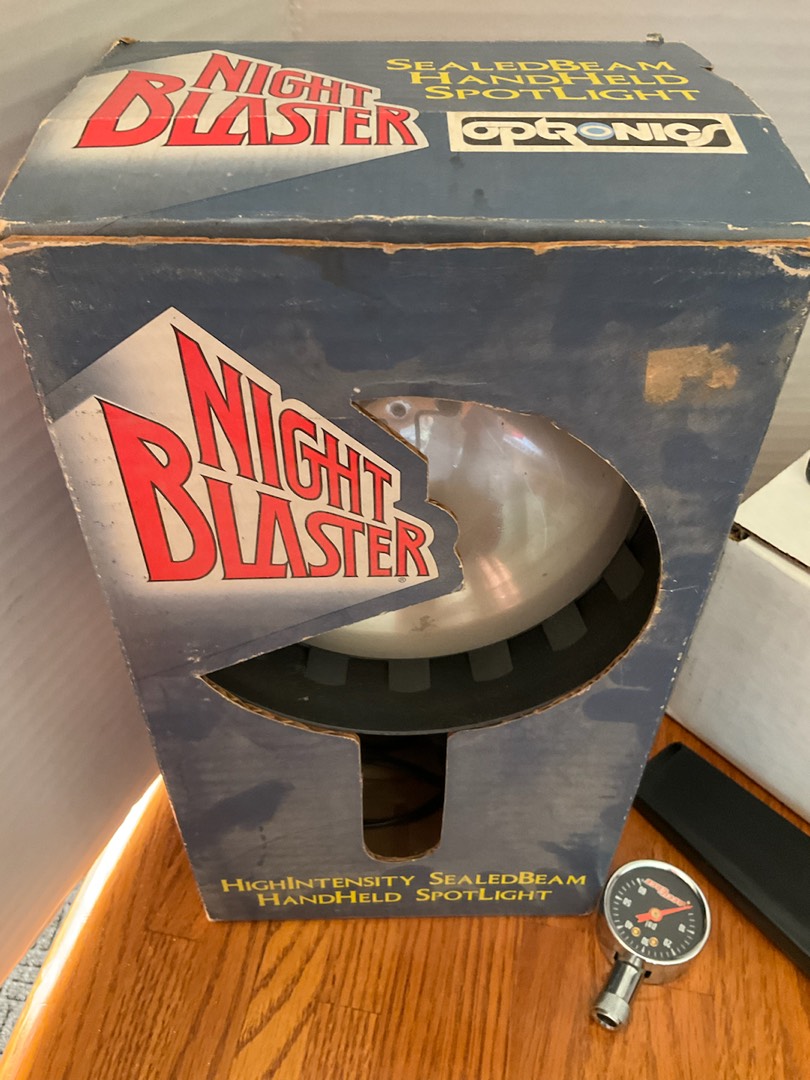 NIGHT
BLASTER
SEALEDBEAM
HANDHELD
SPOTLIGHT
OPTRONICS
NIGHT
BLASTER®
HIGHINTENSITY SEALEDBEAM
HANDHELD SPOTLIGHT